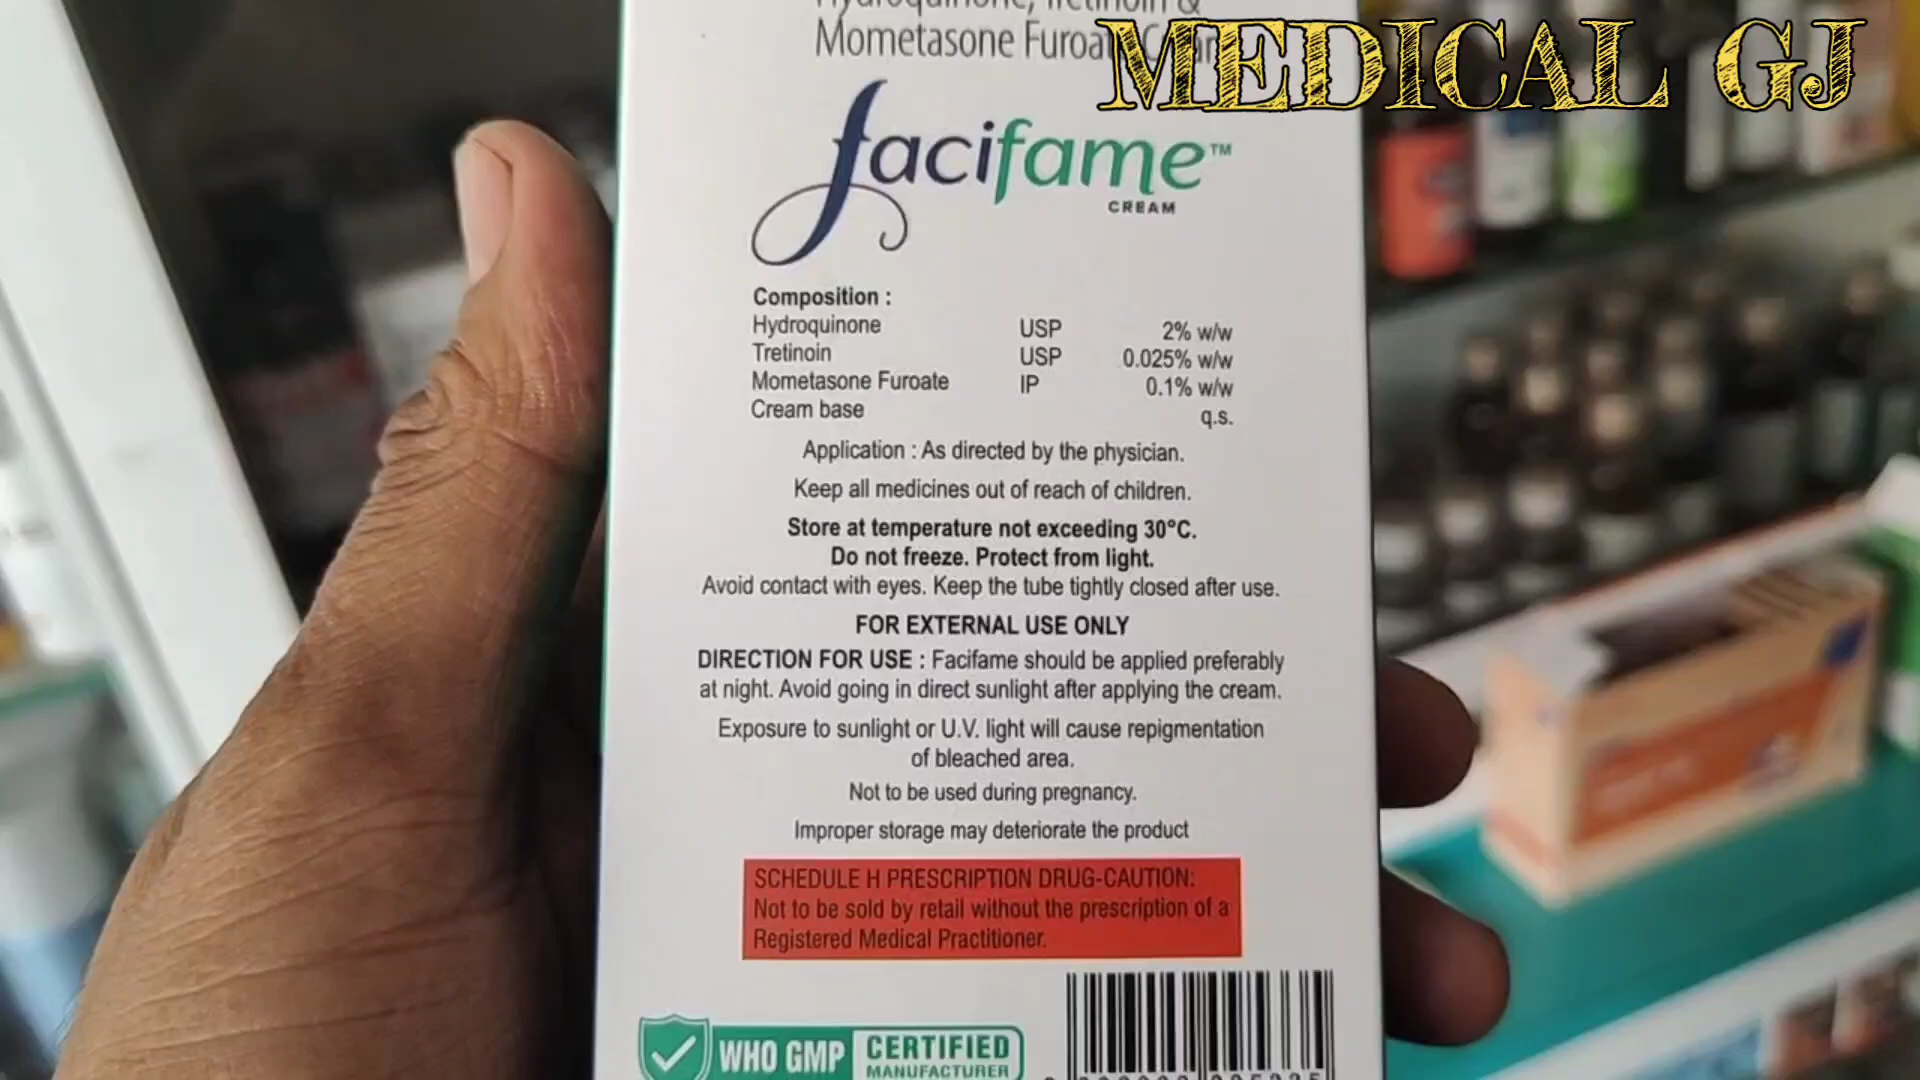 Hydroquinone, Tretinoin &
Mometasone Furoate Cream
MEDICAL GJ
facifame™
CREAM
Composition :
Hydroquinone USP 2% w/w
Tretinoin USP 0.025% w/w
Mometasone Furoate IP 0.1% w/w
Cream base q.s.
Application : As directed by the physician.
Keep all medicines out of reach of children.
Store at temperature not exceeding 30°C.
Do not freeze. Protect from light.
Avoid contact with eyes. Keep the tube tightly closed after use.
FOR EXTERNAL USE ONLY
DIRECTION FOR USE : Facifame should be applied preferably
at night. Avoid going in direct sunlight after applying the cream.
Exposure to sunlight or U.V. light will cause repigmentation
of bleached area.
Not to be used during pregnancy.
Improper storage may deteriorate the product
SCHEDULE H PRESCRIPTION DRUG-CAUTION:
Not to be sold by retail without the prescription of a
Registered Medical Practitioner.
WHO GMP CERTIFIED
MANUFACTURER